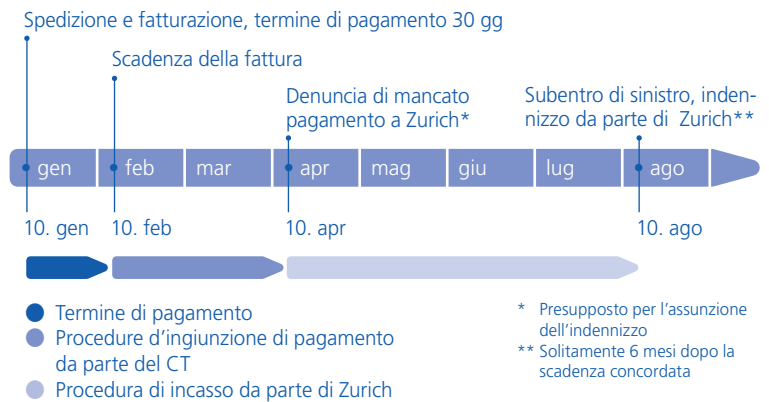 Spedizione e fatturazione, termine di pagamento 30 gg
Scadenza della fattura
Denuncia di mancato
pagamento a Zurich*
Subentro di sinistro, inden-
nizzo da parte di Zurich**
gen feb mar apr mag giu lug ago
10. gen 10. feb 10. apr 10. ago
Termine di pagamento
Procedure d'ingiunzione di pagamento
da parte del CT
Procedura di incasso da parte di Zurich
* Presupposto per l'assunzione
dell'indennizzo
** Solitamente 6 mesi dopo la
scadenza concordata